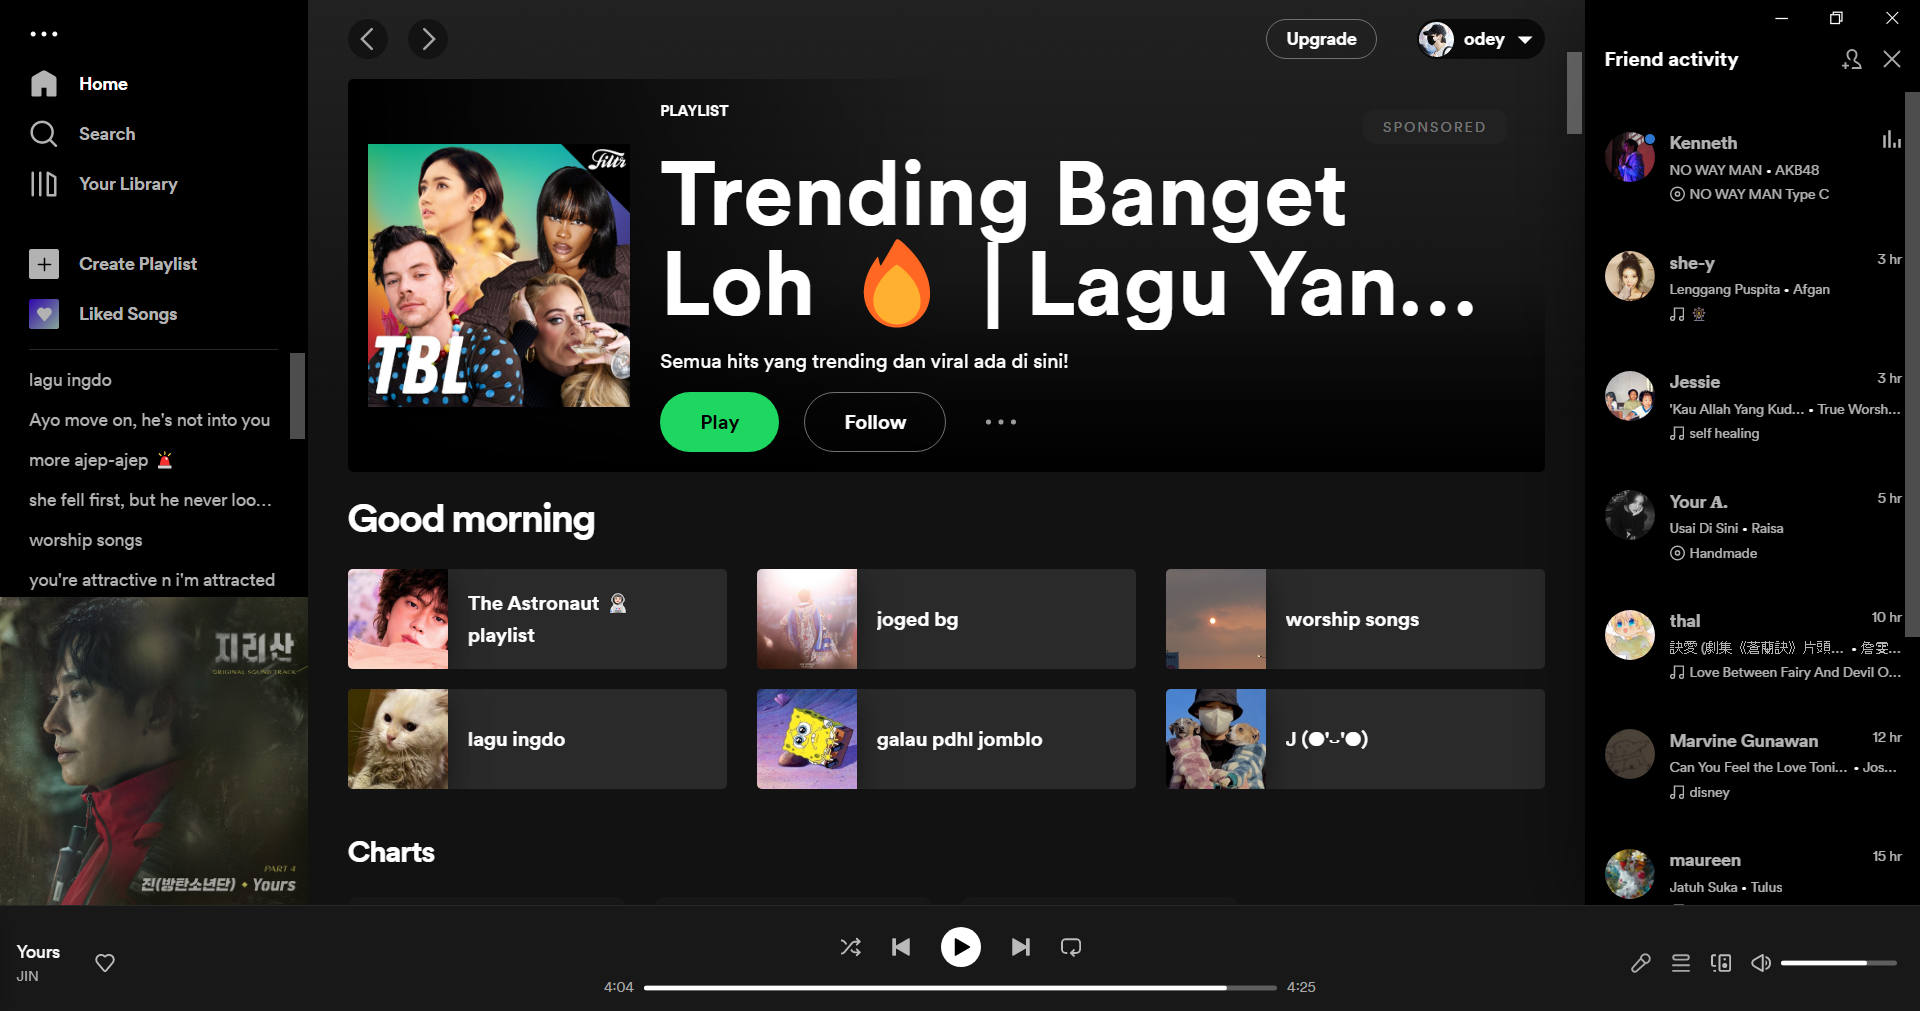 Home
Search
Your Library
Create Playlist
Liked Songs
lagu ingdo
Ayo move on, he's not into you
more ajep-ajep 🚨
she fell first, but he never loo...
worship songs
you're attractive n i'm attracted
지리산
ORIGINAL SOUND TRACK
PART 4
진(방탄소년단) • Yours
Upgrade
odey
PLAYLIST
SPONSORED
Filtr
TBL
Trending Banget
Loh 🔥 | Lagu Yan...
Semua hits yang trending dan viral ada di sini!
Play
Follow
Good morning
The Astronaut 👨🏻‍🚀
playlist
joged bg
worship songs
lagu ingdo
galau pdhl jomblo
J (●'ᴗ'●)
Charts
Friend activity
Kenneth
NO WAY MAN • AKB48
NO WAY MAN Type C
she-y
3 hr
Lenggang Puspita • Afgan
🎡
Jessie
3 hr
'Kau Allah Yang Kud... • True Worsh...
self healing
Your A.
5 hr
Usai Di Sini • Raisa
Handmade
thal
10 hr
訣愛 (劇集《蒼蘭訣》片頭... • 詹雯...
Love Between Fairy And Devil O...
Marvine Gunawan
12 hr
Can You Feel the Love Toni... • Jos...
disney
maureen
15 hr
Jatuh Suka • Tulus
Yours
JIN
4:04
4:25